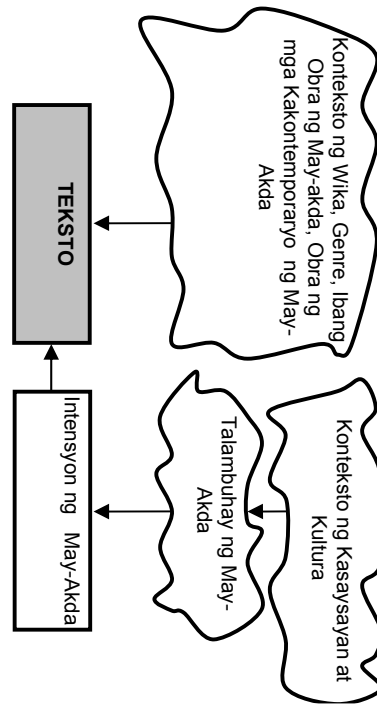 Konteksto ng Wika, Genre, Ibang
Obra ng May-akda, Obra ng
mga Kakontemporaryo ng May-
Akda
TEKSTO
Konteksto ng Kasaysayan at
Kultura
Talambuhay ng May-
Akda
Intensyon ng May-Akda